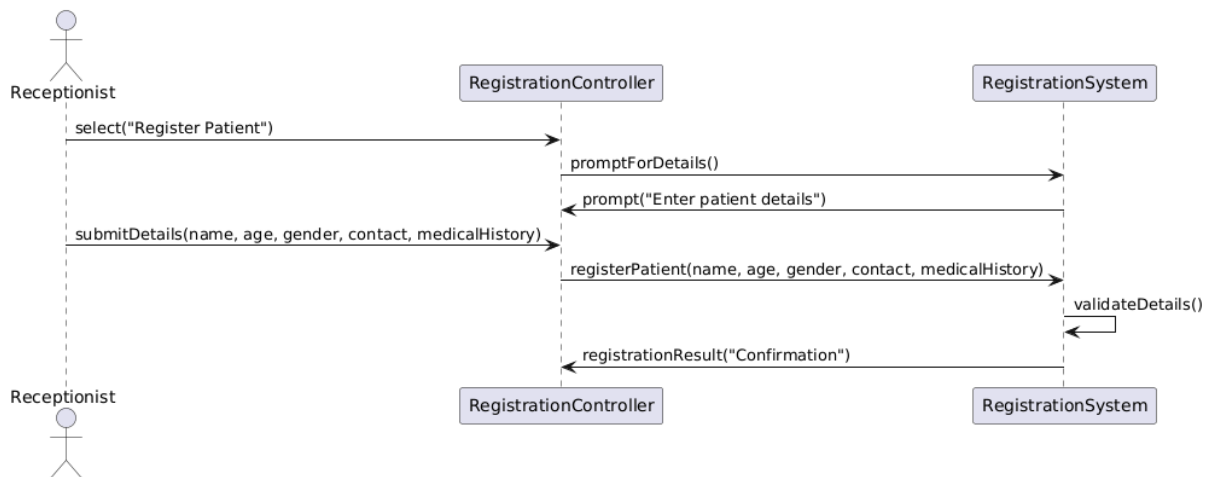 Receptionist
RegistrationController
RegistrationSystem
select("Register Patient")
promptForDetails()
prompt("Enter patient details")
submitDetails(name, age, gender, contact, medicalHistory)
registerPatient(name, age, gender, contact, medicalHistory)
validateDetails()
registrationResult("Confirmation")
Receptionist
RegistrationController
RegistrationSystem